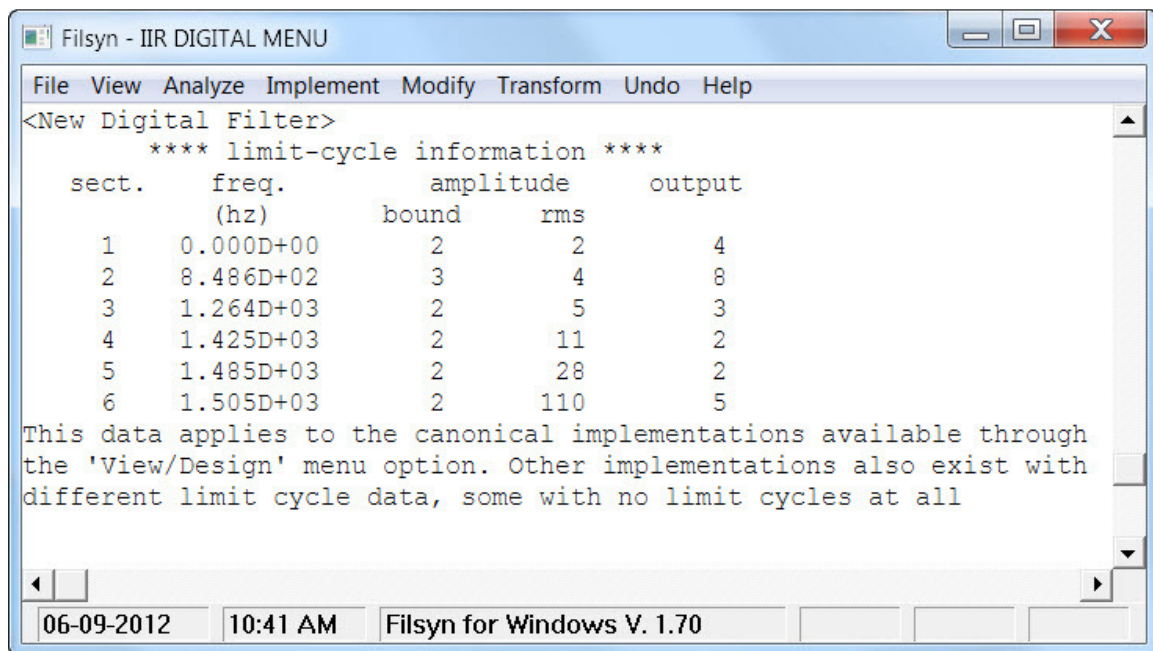 Filsyn - IIR DIGITAL MENU
File View Analyze Implement Modify Transform Undo Help
<New Digital Filter>
**** limit-cycle information ****
sect. freq. amplitude output
(hz) bound rms
1 0.000D+00 2 2 4
2 8.486D+02 3 4 8
3 1.264D+03 2 5 3
4 1.425D+03 2 11 2
5 1.485D+03 2 28 2
6 1.505D+03 2 110 5
This data applies to the canonical implementations available through
the 'View/Design' menu option. Other implementations also exist with
different limit cycle data, some with no limit cycles at all
06-09-2012 10:41 AM Filsyn for Windows V. 1.70